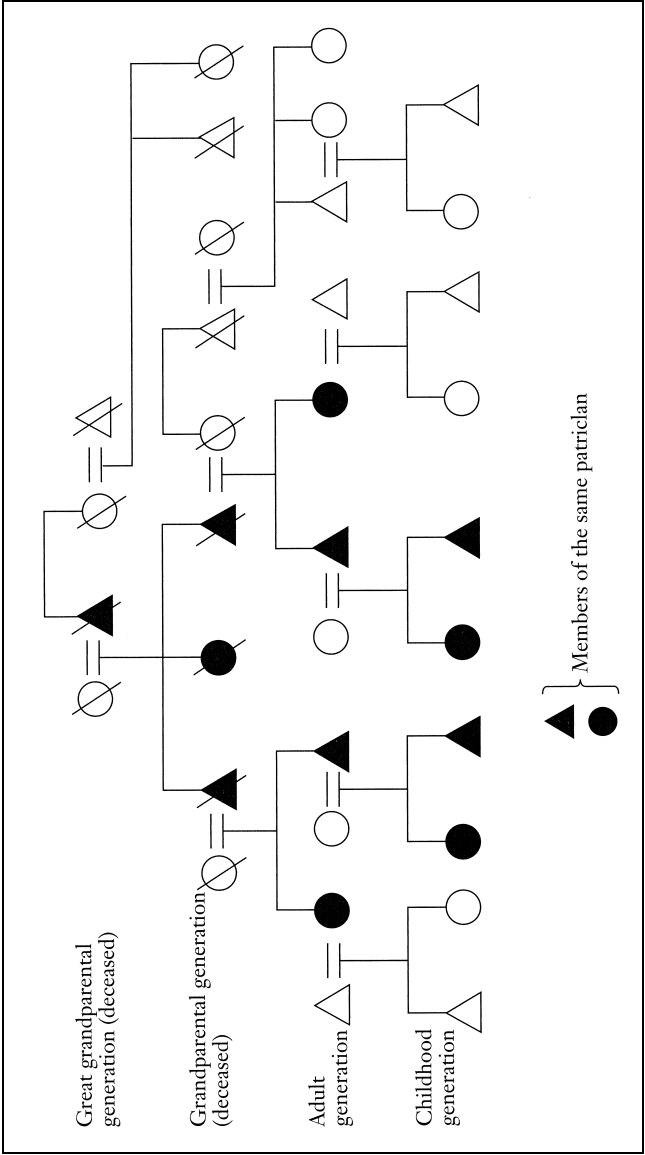 Great grandparental
generation (deceased)
Grandparental generation
(deceased)
Adult
generation
Childhood
generation
Members of the same patriclan